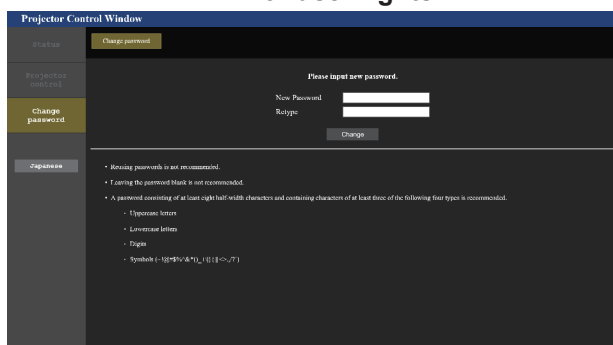 Projector Control Window
Status
Change password
Projector
control
Please input new password.
New Password
Retype
Change
Change
password
Japanese
• Reusing passwords is not recommended.
• Leaving the password blank is not recommended.
• A password consisting of at least eight half-width characters and containing characters of at least three of the following four types is recommended.
◦ Uppercase letters
◦ Lowercase letters
◦ Digits
◦ Symbols